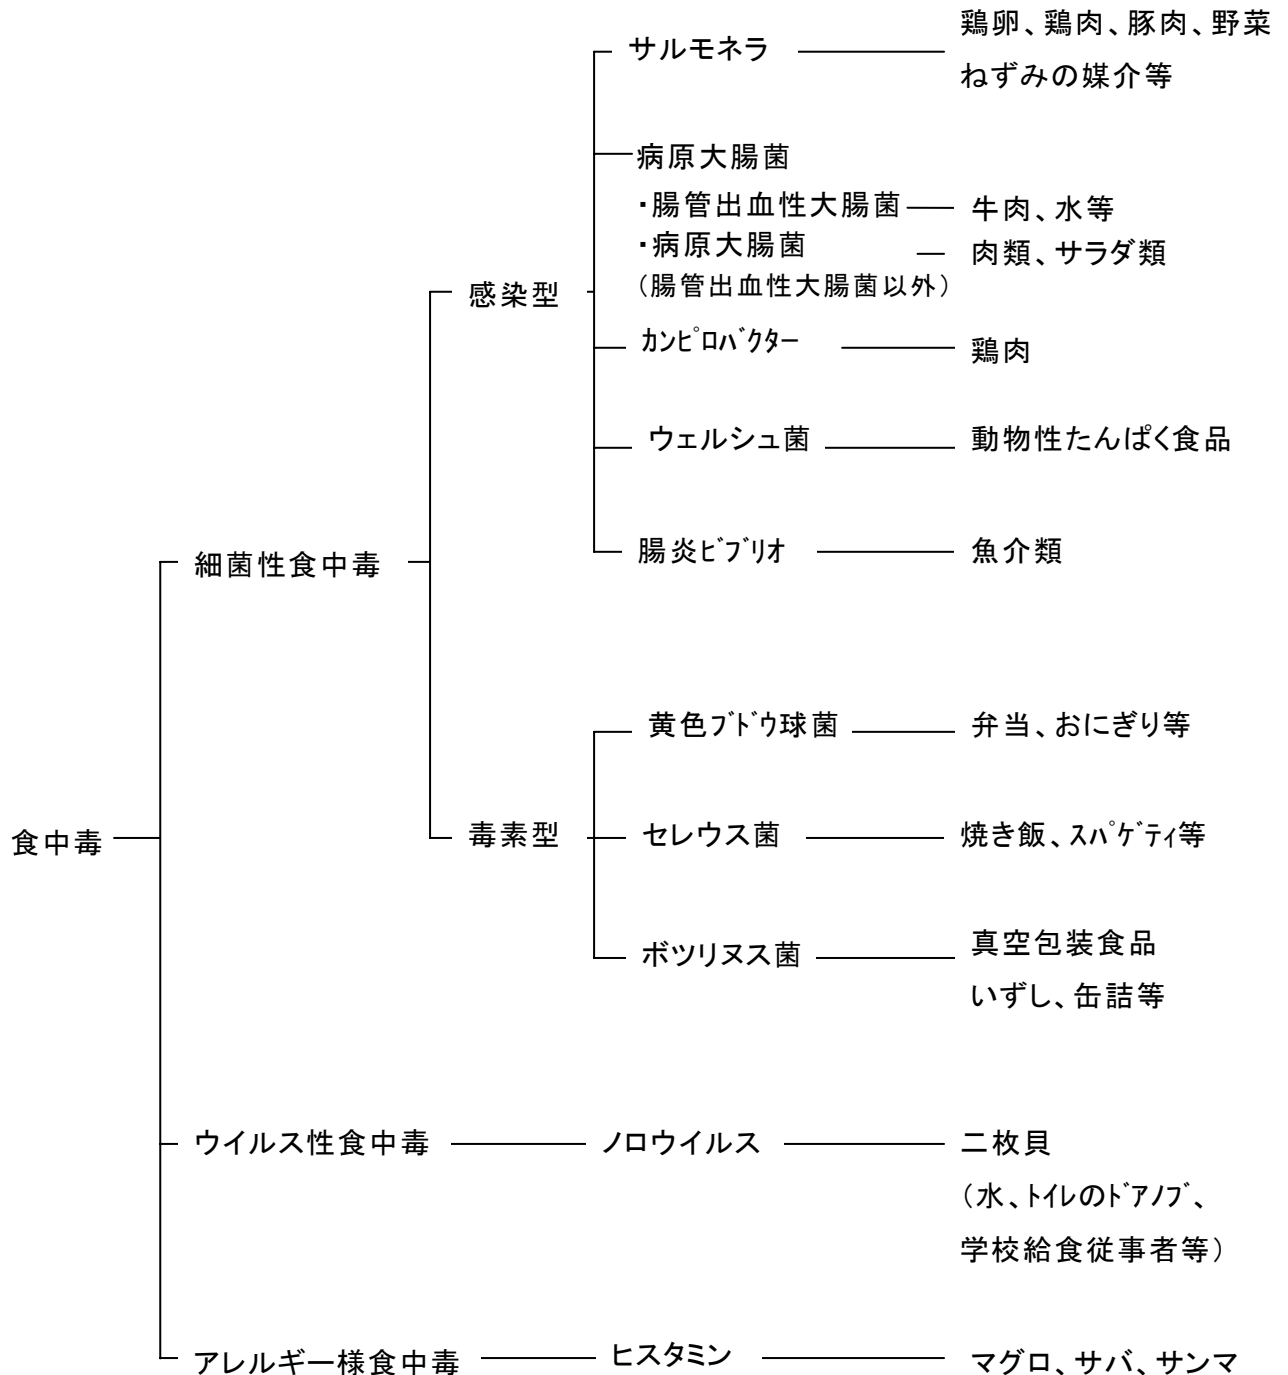 サルモネラ
鶏卵、鶏肉、豚肉、野菜
ねずみの媒介等
病原大腸菌
・腸管出血性大腸菌
牛肉、水等
・病原大腸菌
肉類、サラダ類
(腸管出血性大腸菌以外)
感染型
ｶﾝﾋﾟﾛﾊﾞｸﾀｰ
鶏肉
ウェルシュ菌
動物性たんぱく食品
腸炎ﾋﾞﾌﾞﾘｵ
魚介類
細菌性食中毒
黄色ﾌﾞﾄﾞｳ球菌
弁当、おにぎり等
食中毒
毒素型
セレウス菌
焼き飯、ｽﾊﾟｹﾞﾃｨ等
ボツリヌス菌
真空包装食品
いずし、缶詰等
ウイルス性食中毒
ノロウイルス
二枚貝
(水、ﾄｲﾚのﾄﾞｱﾉﾌﾞ、
学校給食従事者等)
アレルギー様食中毒
ヒスタミン
マグロ、サバ、サンマ